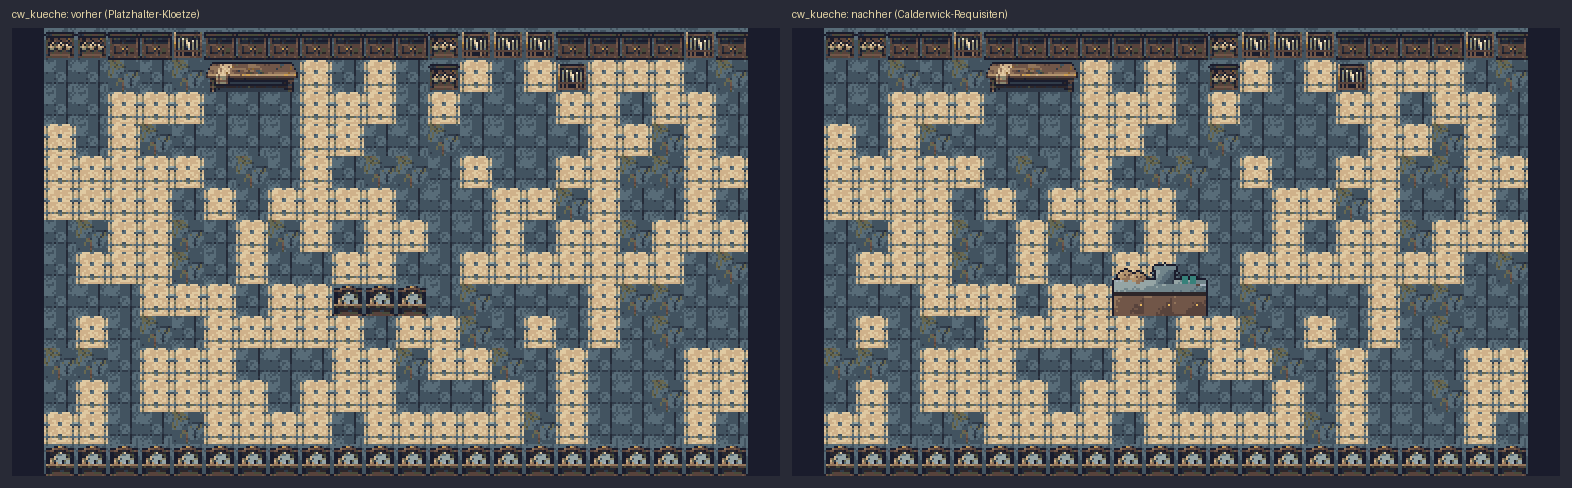 cw_kueche: vorher (Platzhalter-Kloetze)
cw_kueche: nachher (Calderwick-Requisiten)